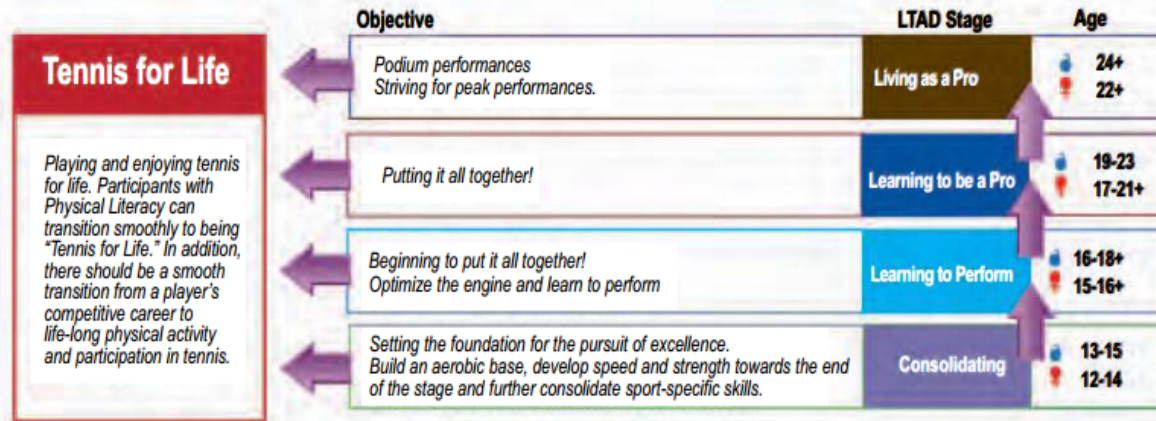 Objective
LTAD Stage
Age
Tennis for Life
Playing and enjoying tennis
for life. Participants with
Physical Literacy can
transition smoothly to being
“Tennis for Life.” In addition,
there should be a smooth
transition from a player’s
competitive career to
life-long physical activity
and participation in tennis.
Podium performances
Striving for peak performances.
Living as a Pro
24+
22+
Putting it all together!
Learning to be a Pro
19-23
17-21+
Beginning to put it all together!
Optimize the engine and learn to perform
Learning to Perform
16-18+
15-16+
Setting the foundation for the pursuit of excellence.
Build an aerobic base, develop speed and strength towards the end
of the stage and further consolidate sport-specific skills.
Consolidating
13-15
12-14